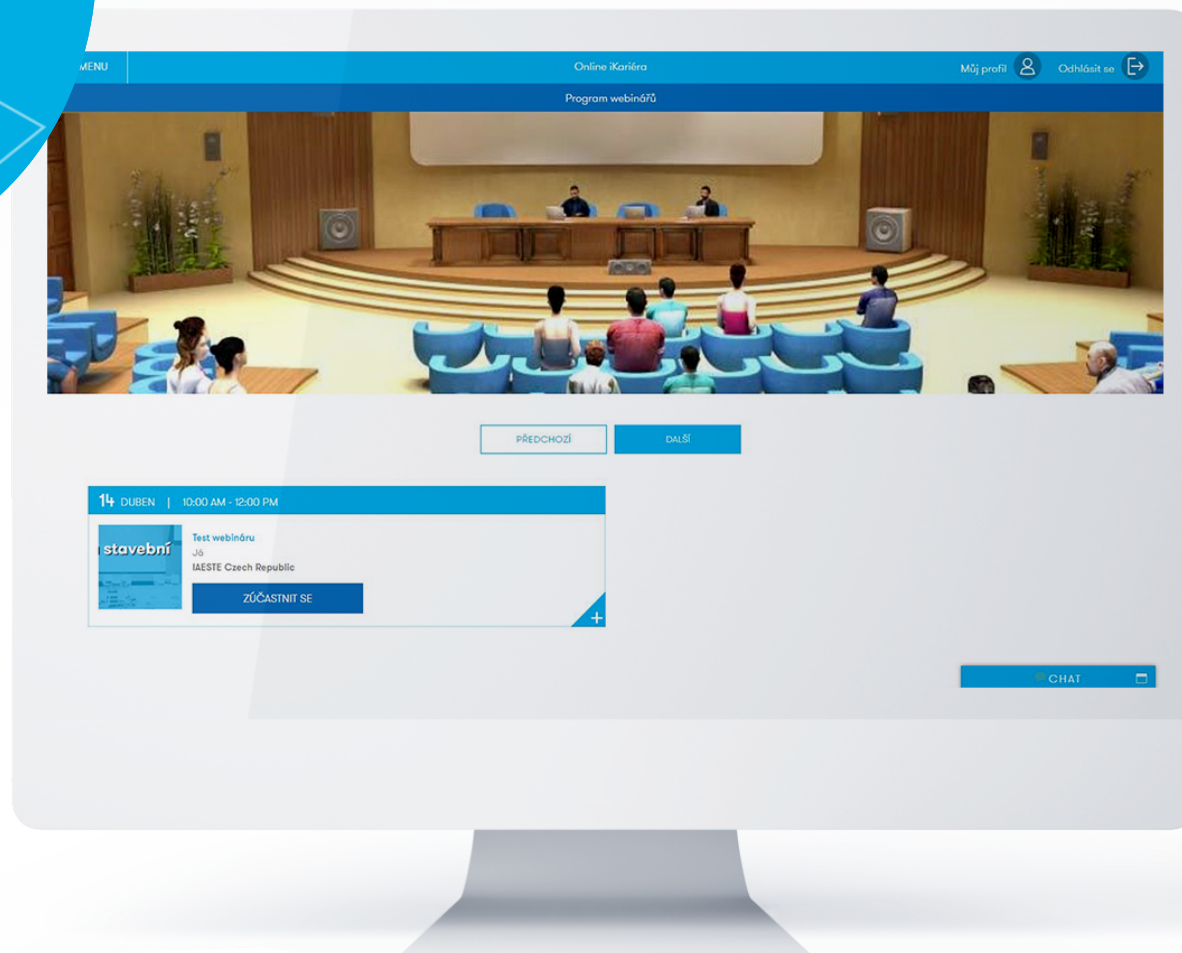 MENU
Online iKariéra
Můj profil
Odhlásit se
Program webinářů
PŘEDCHOZÍ
DALŠÍ
14 DUBEN | 10:00 AM - 12:00 PM
stavební
Test webináru
Já
IAESTE Czech Republic
ZÚČASTNIT SE
+
CHAT